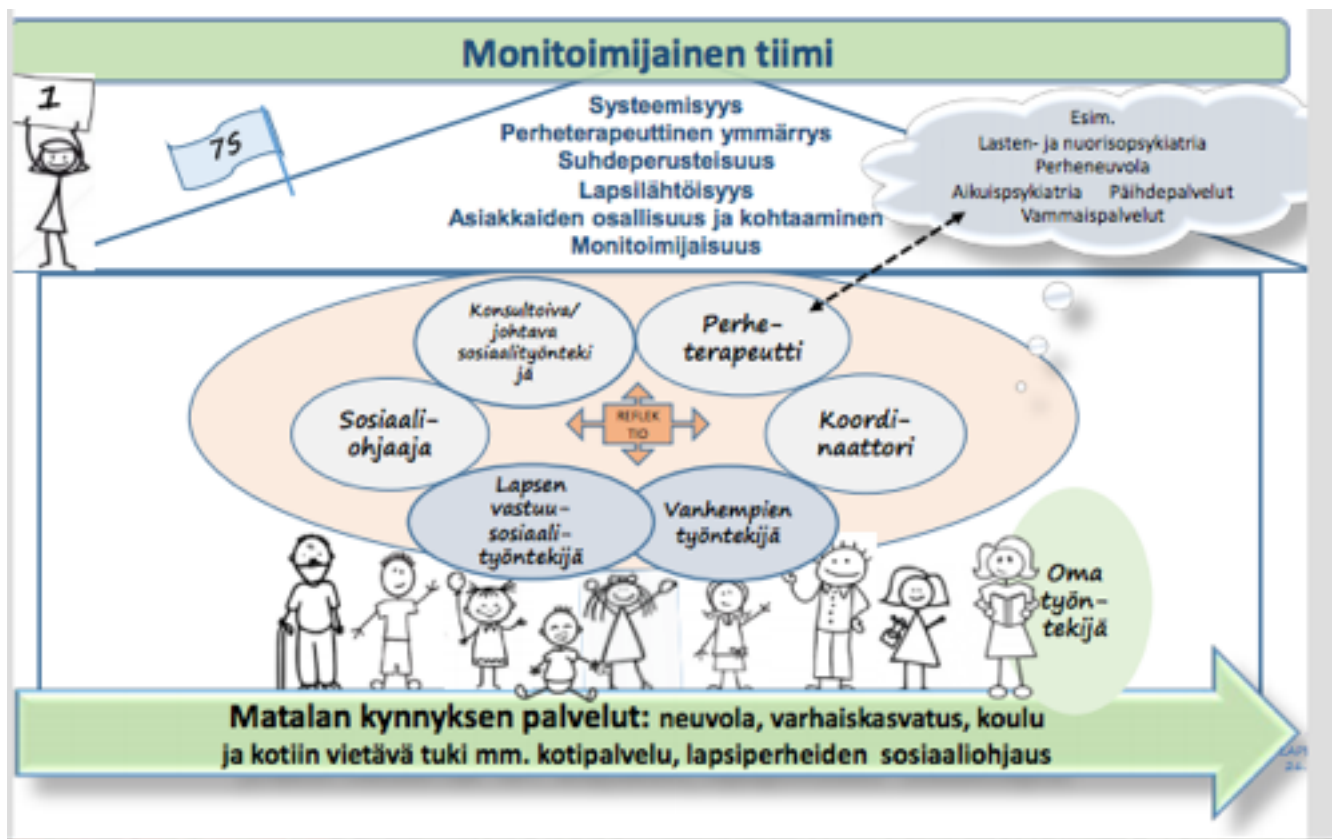 Monitoimijainen tiimi
1
7S
Systeemisyys
Perheterapeuttinen ymmärrys
Suhdeperusteisuus
Lapsilähtöisyys
Asiakkaiden osallisuus ja kohtaaminen
Monitoimijaisuus
Esim.
Lasten- ja nuorisopsykiatria
Perheneuvola
Aikuispsykiatria Päihdepalvelut
Vammaispalvelut
Konsultoiva/
johtava
sosiaalityönteki
jä
Perhe-
terapeutti
Sosiaali-
ohjaaja
REFLEK
TIO
Koordi-
naattori
Lapsen
vastuu-
sosiaali-
työntekijä
Vanhempien
työntekijä
Oma
työn-
tekijä
Matalan kynnyksen palvelut: neuvola, varhaiskasvatus, koulu
ja kotiin vietävä tuki mm. kotipalvelu, lapsiperheiden sosiaaliohjaus